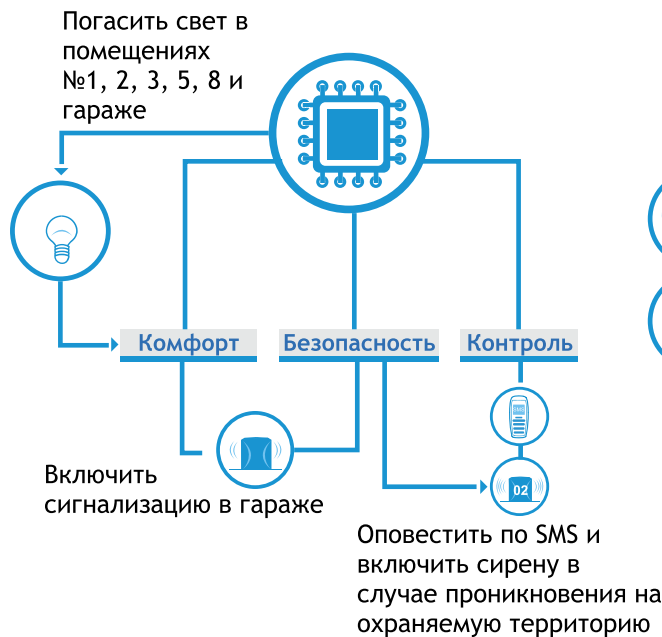 Погасить свет в
помещениях
№1, 2, 3, 5, 8 и
гараже
Комфорт
Безопасность
Контроль
Включить
сигнализацию в гараже
02
Оповестить по SMS и
включить сирену в
случае проникновения на
охраняемую территорию